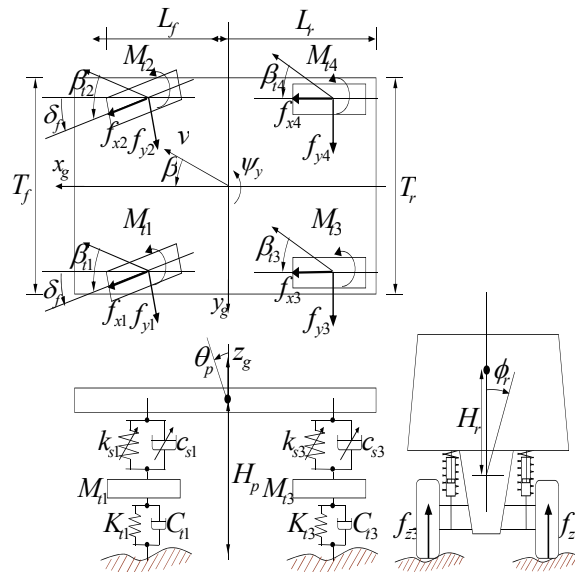 L_f L_r
M_t2 M_t4
β_t2 β_t4
δ_f f_x2 f_y2 v f_x4 f_y4
x_g β ψ_y
T_f T_r
M_t1 M_t3
β_t1 β_t3
δ_f f_x1 f_y1 y_g f_x3 f_y3
θ_p z_g φ_r
H_r
k_s1 c_s1 k_s3 c_s3
M_t1 H_p M_t3
K_t1 C_t1 K_t3 C_t3 f_z3 f_z